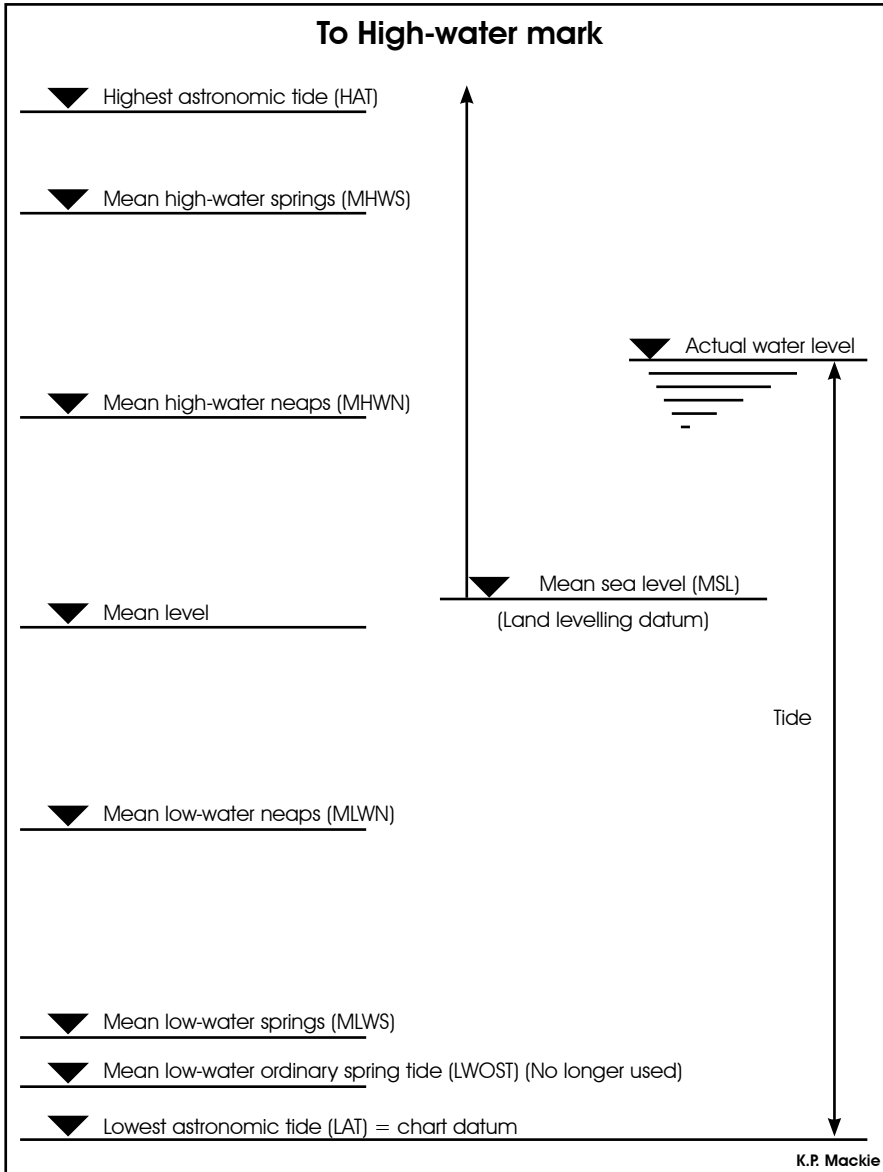 To High-water mark
Highest astronomic tide (HAT)
Mean high-water springs (MHWS)
Actual water level
Mean high-water neaps (MHWN)
Mean sea level (MSL)
Mean level
(Land levelling datum)
Tide
Mean low-water neaps (MLWN)
Mean low-water springs (MLWS)
Mean low-water ordinary spring tide (LWOST) (No longer used)
Lowest astronomic tide (LAT) = chart datum
K.P. Mackie